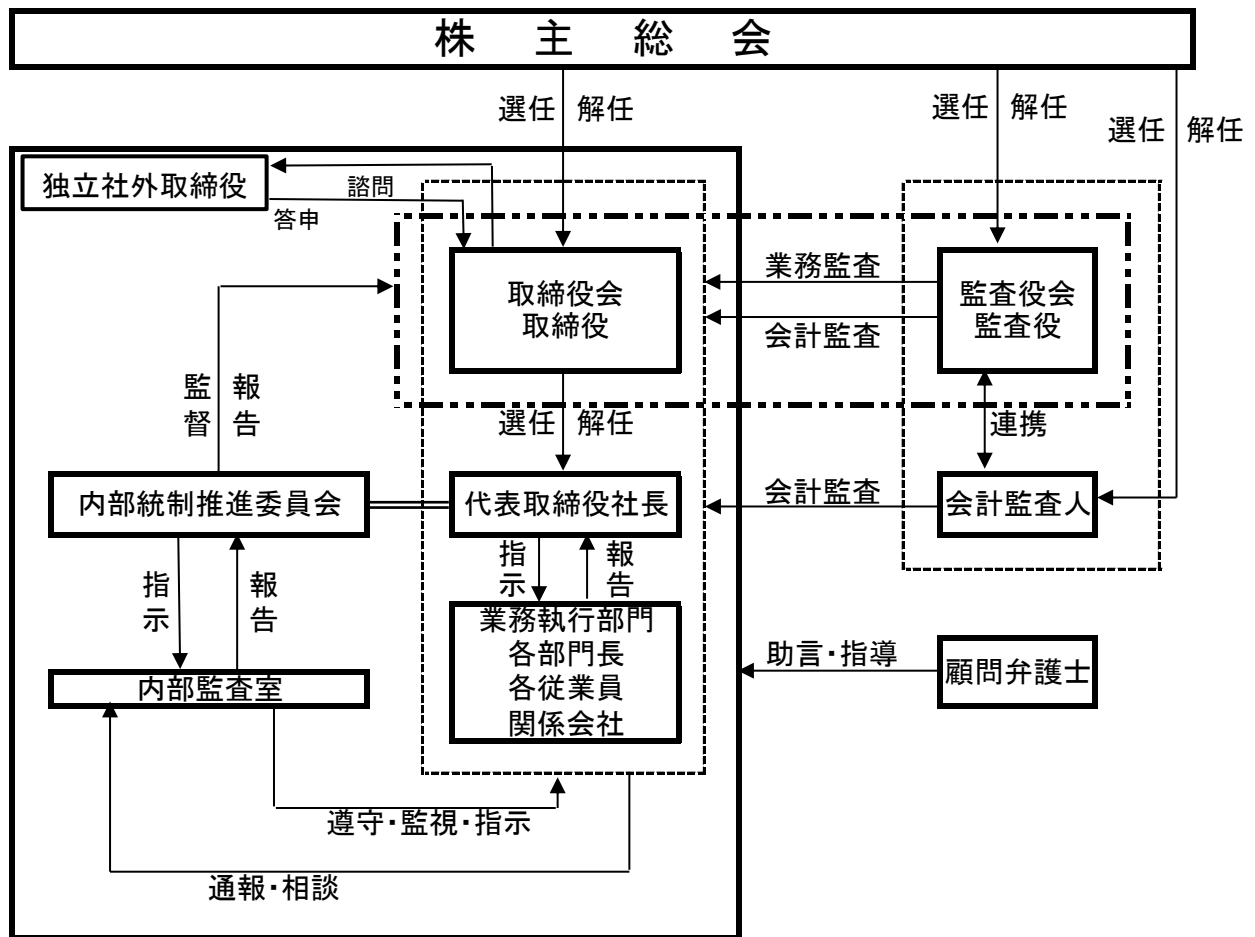 株 主 総 会
選任 解任
選任 解任
選任 解任
独立社外取締役
諮問
答申
取締役会
取締役
業務監査
会計監査
監査役会
監査役
監督
報告
選任 解任
連携
内部統制推進委員会
代表取締役社長
会計監査
会計監査人
指示
報告
指示
報告
業務執行部門
各部門長
各従業員
関係会社
助言・指導
顧問弁護士
内部監査室
遵守・監視・指示
通報・相談